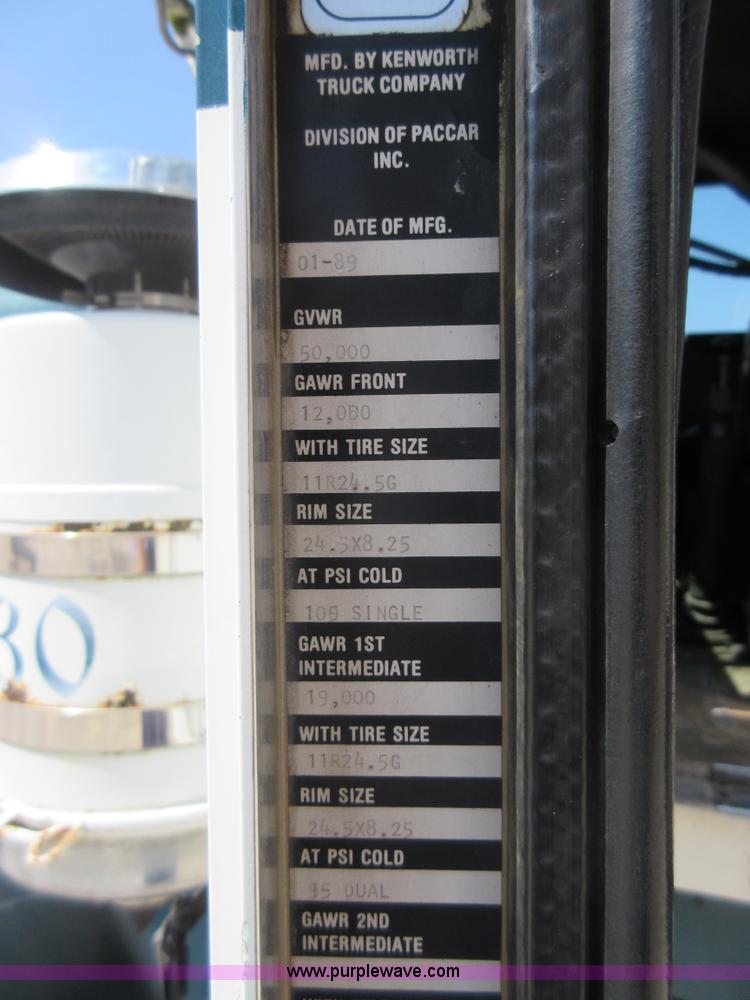 MFD. BY KENWORTH
TRUCK COMPANY
DIVISION OF PACCAR
INC.
DATE OF MFG.
01-89
GVWR
50,000
GAWR FRONT
12,000
WITH TIRE SIZE
11R24.5G
RIM SIZE
24.5X8.25
AT PSI COLD
105 SINGLE
GAWR 1ST
INTERMEDIATE
19,000
WITH TIRE SIZE
11R24.5G
RIM SIZE
24.5X8.25
AT PSI COLD
95 DUAL
GAWR 2ND
INTERMEDIATE
www.purplewave.com